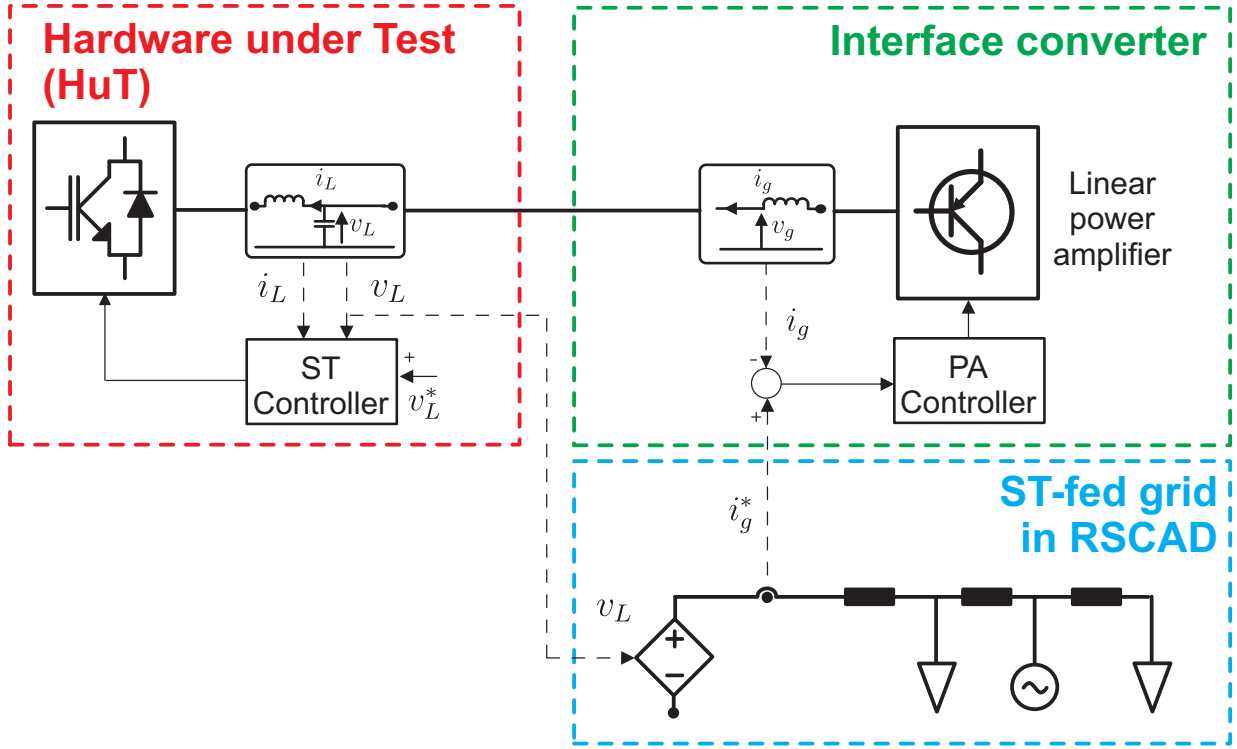 Hardware under Test
(HuT)
i_L
v_L
i_L
v_L
ST
Controller
+
v_L^*
Interface converter
i_g
v_g
Linear
power
amplifier
i_g
-
+
PA
Controller
ST-fed grid
in RSCAD
i_g^*
v_L
+
−